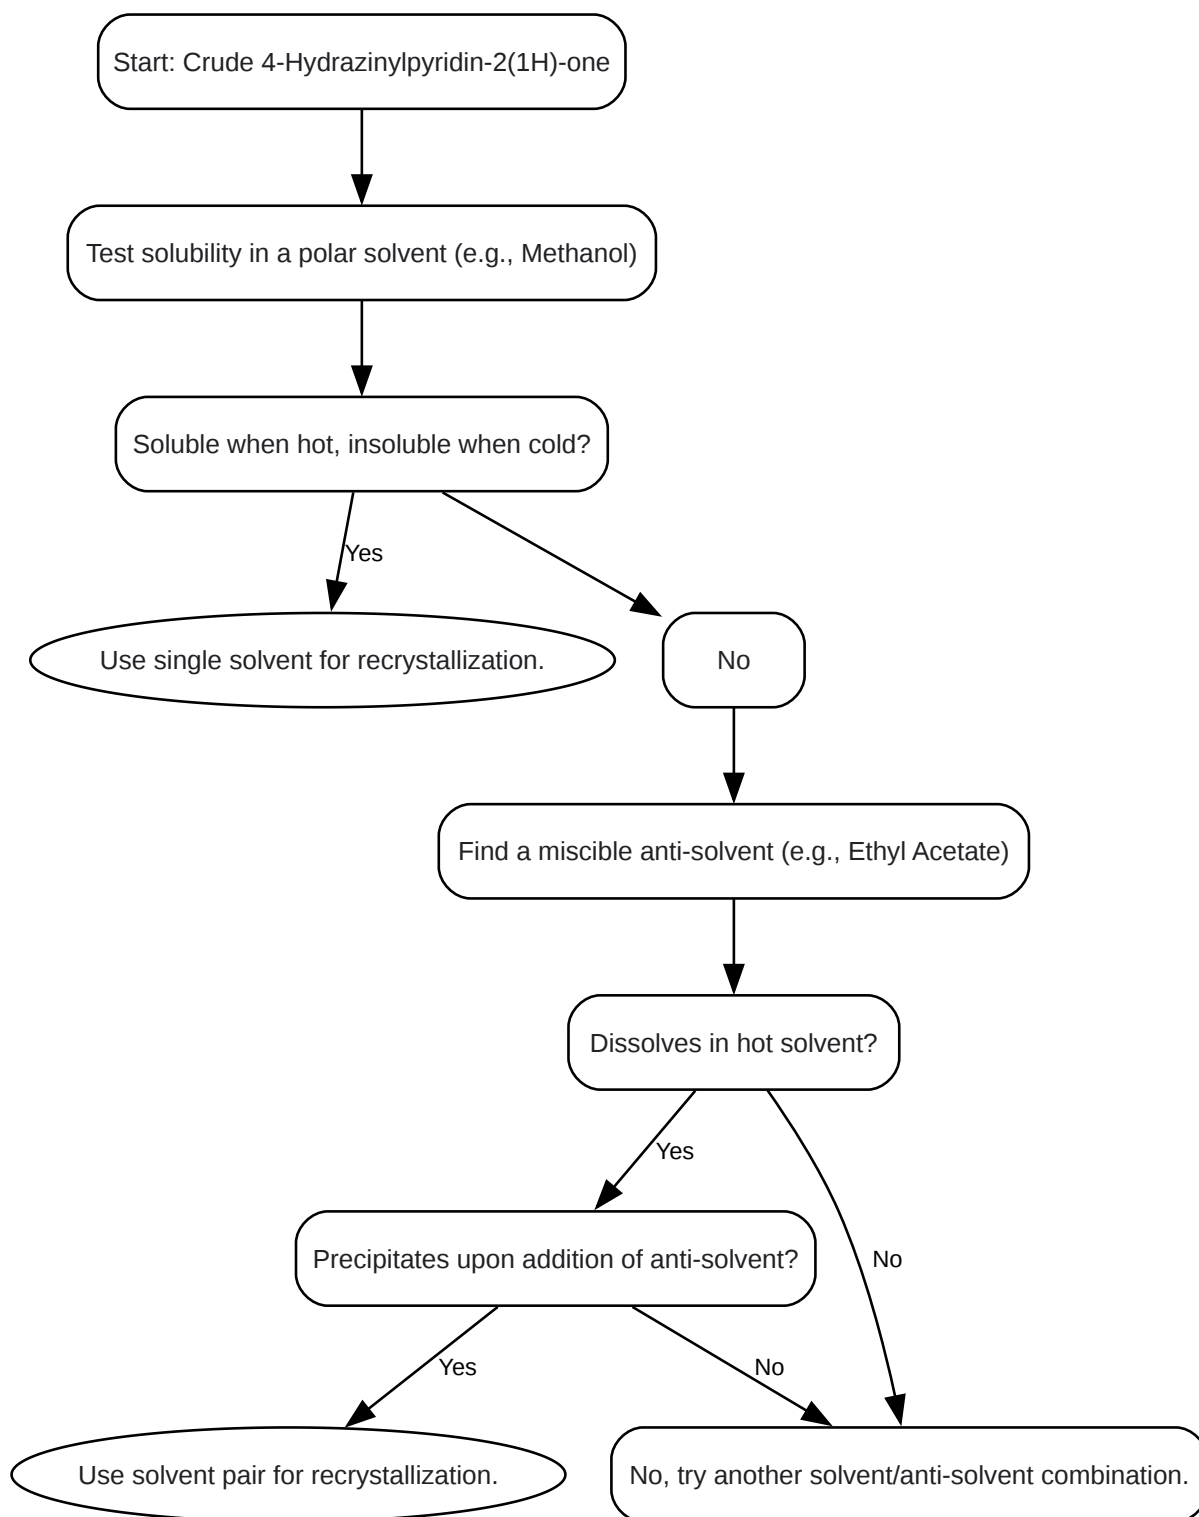 Start: Crude 4-Hydrazinylpyridin-2(1H)-one
Test solubility in a polar solvent (e.g., Methanol)
Soluble when hot, insoluble when cold?
Yes
Use single solvent for recrystallization.
No
Find a miscible anti-solvent (e.g., Ethyl Acetate)
Dissolves in hot solvent?
Yes
Precipitates upon addition of anti-solvent?
No
Yes
No
Use solvent pair for recrystallization.
No, try another solvent/anti-solvent combination.